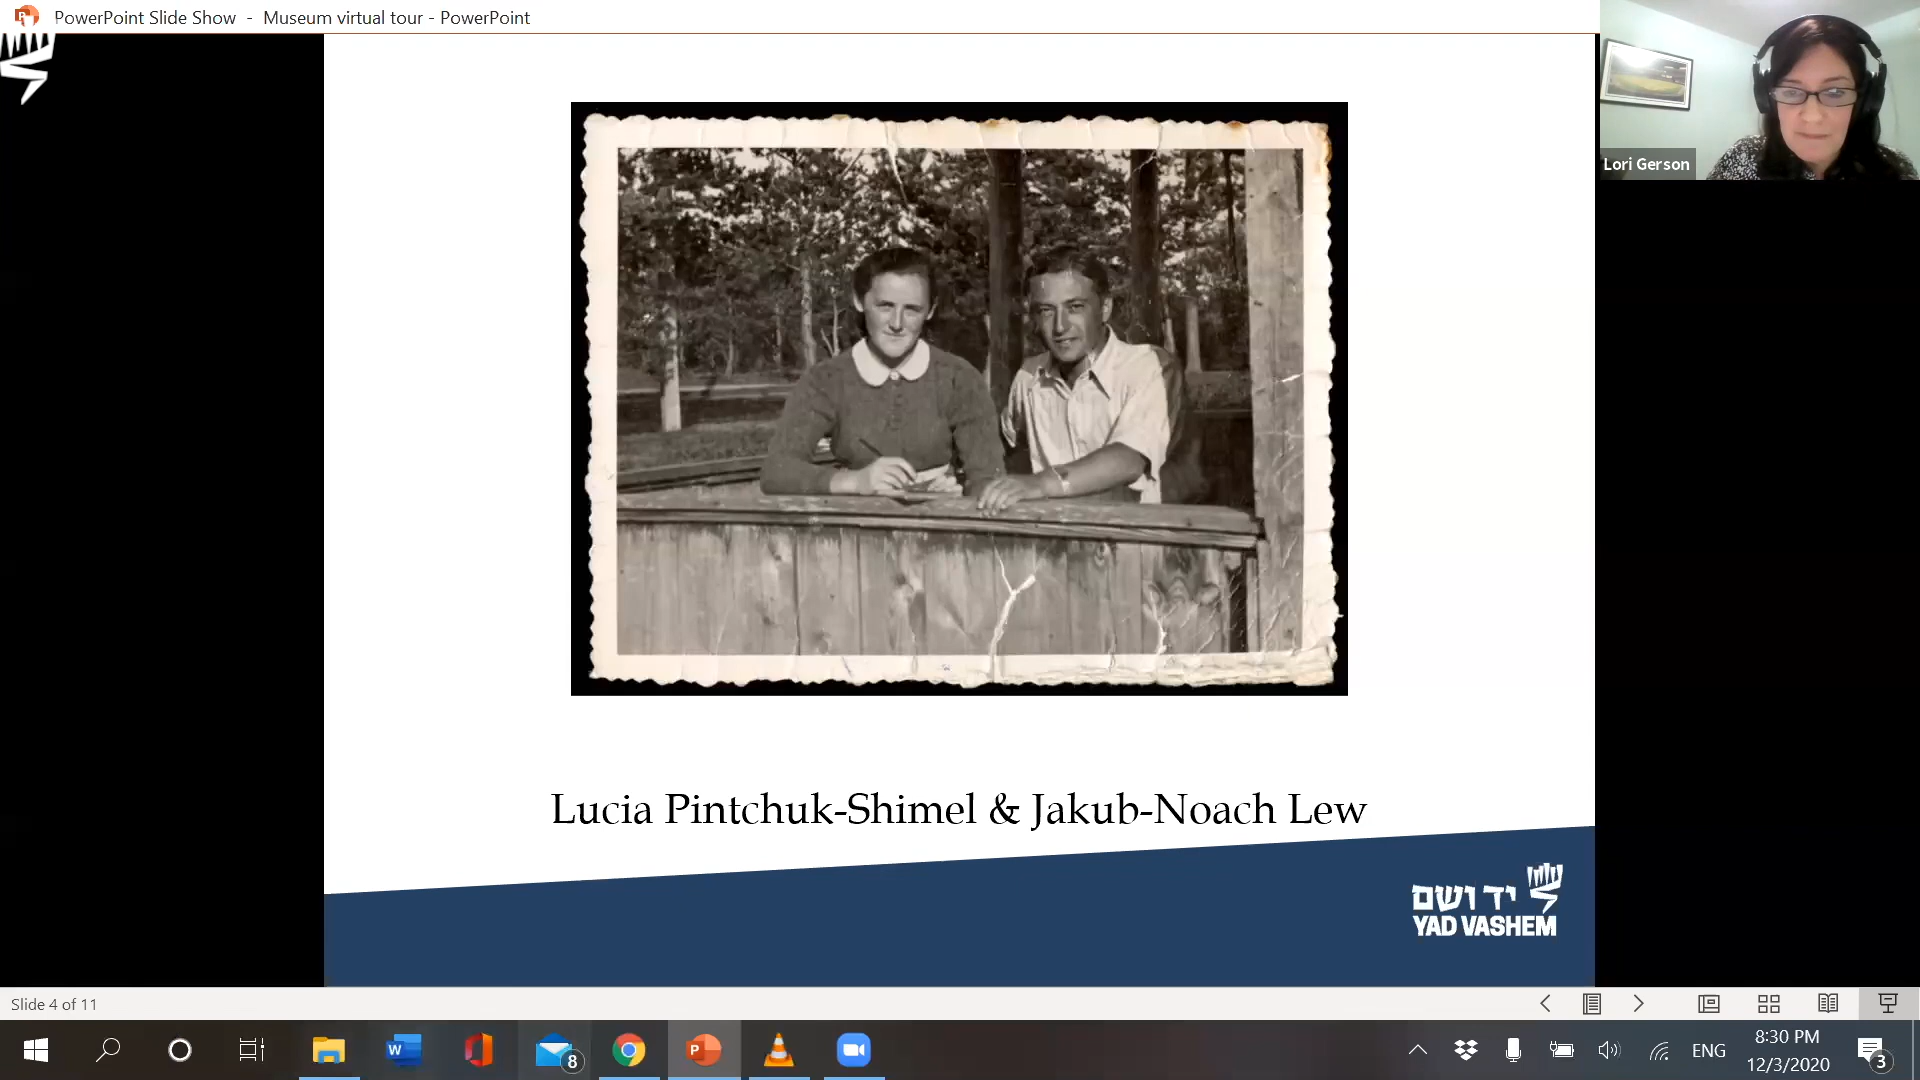 PowerPoint Slide Show - Museum virtual tour - PowerPoint
Lori Gerson
Lucia Pintchuk-Shimel & Jakub-Noach Lew
יד ושם
YAD VASHEM
Slide 4 of 11
8
ENG
8:30 PM
12/3/2020
3